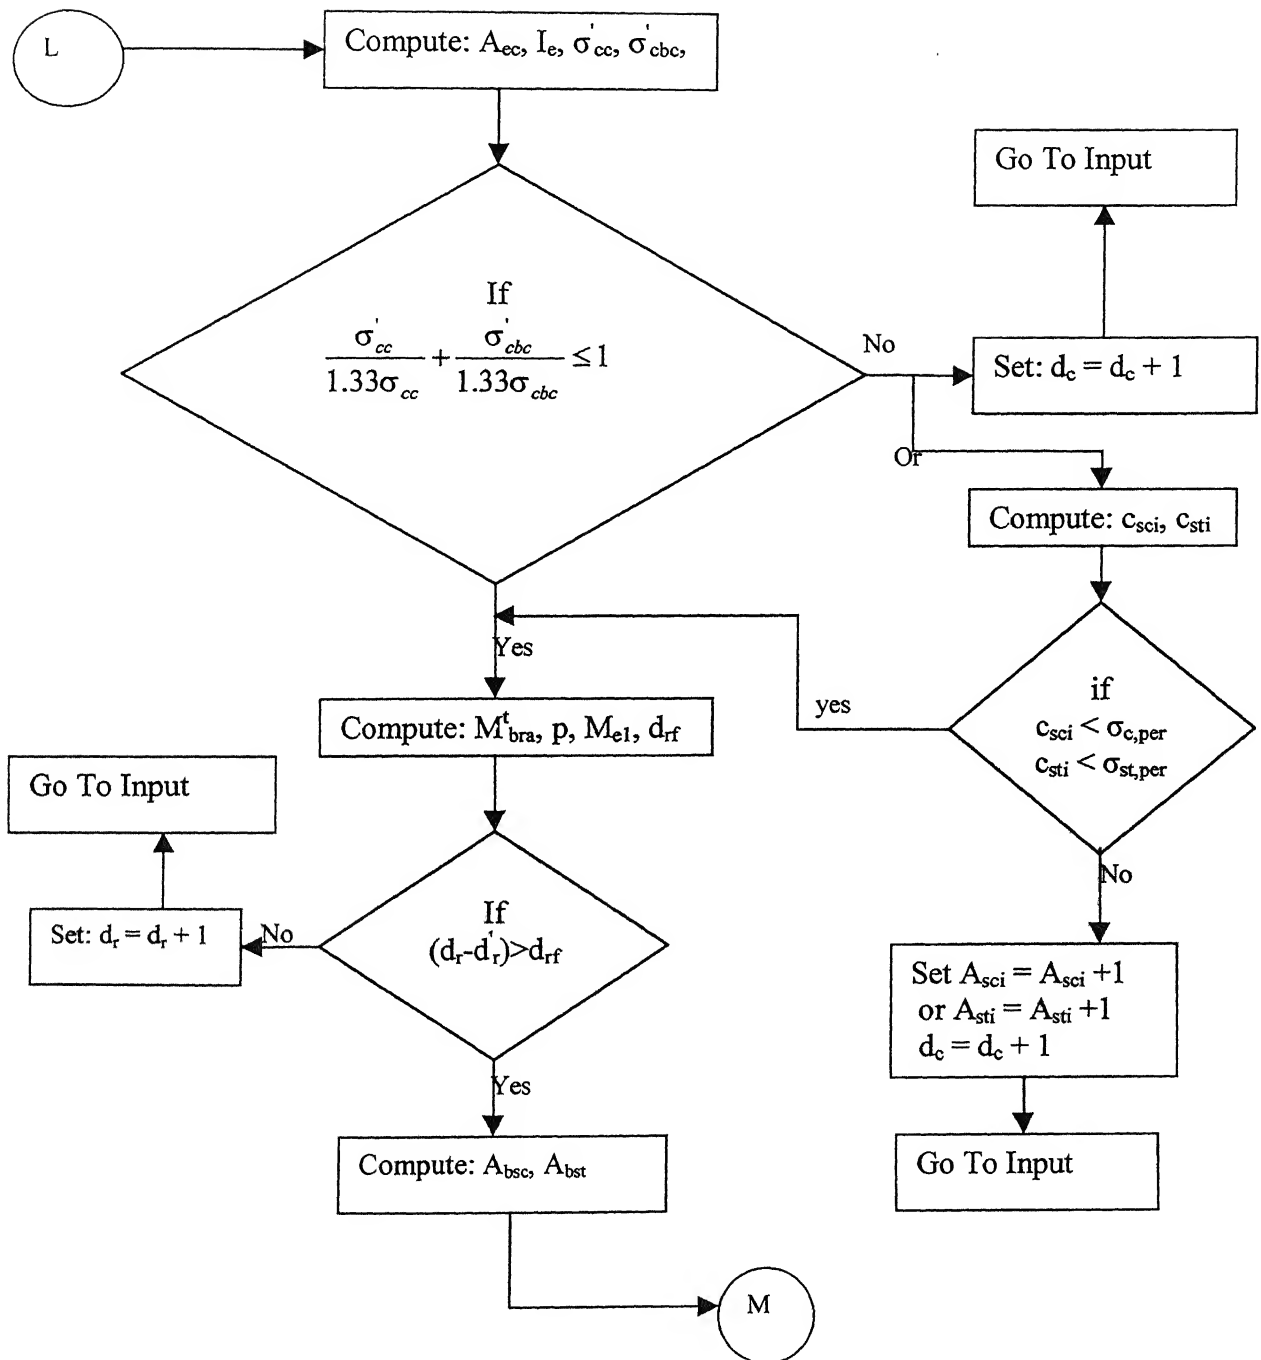 L
Compute: A_ec, I_e, σ'_cc, σ'_cbc,
Go To Input
If
σ'_cc / 1.33σ_cc + σ'_cbc / 1.33σ_cbc ≤ 1
No
Set: d_c = d_c + 1
Or
Compute: c_sci, c_sti
Yes
yes
if
c_sci < σ_c,per
c_sti < σ_st,per
Compute: M^t_bra, p, M_e1, d_rf
Go To Input
No
If
(d_r-d'_r)>d_rf
No
Set: d_r = d_r + 1
Set A_sci = A_sci +1
or A_sti = A_sti +1
d_c = d_c + 1
Yes
Compute: A_bsc, A_bst
Go To Input
M